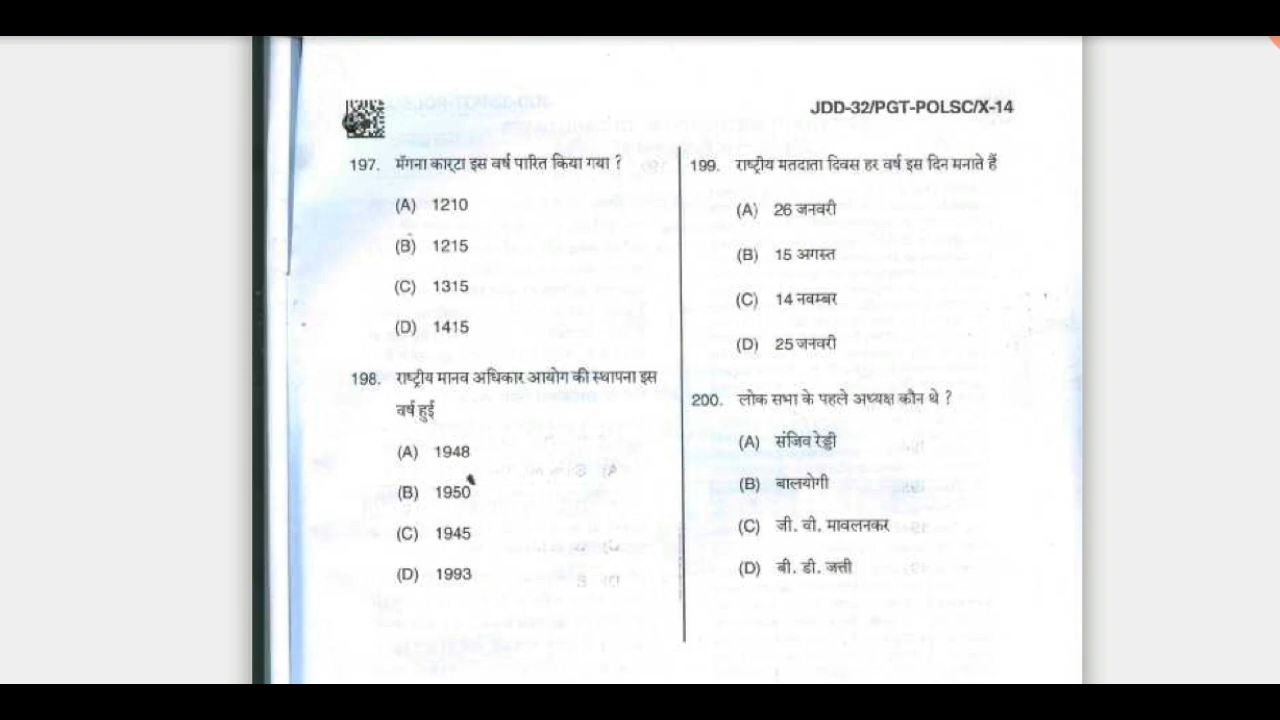 JDD-32/PGT-POLSC/X-14
197. मॅगना कार्‌टा इस वर्ष पारित किया गया ?
(A) 1210
(B) 1215
(C) 1315
(D) 1415
198. राष्ट्रीय मानव अधिकार आयोग की स्थापना इस
वर्ष हुई
(A) 1948
(B) 1950
(C) 1945
(D) 1993
199. राष्ट्रीय मतदाता दिवस हर वर्ष इस दिन मनाते हैं
(A) 26 जनवरी
(B) 15 अगस्त
(C) 14 नवम्बर
(D) 25 जनवरी
200. लोक सभा के पहले अध्यक्ष कौन थे ?
(A) संजिव रेड्डी
(B) बालयोगी
(C) जी. वी. मावलनकर
(D) बी. डी. जत्ती